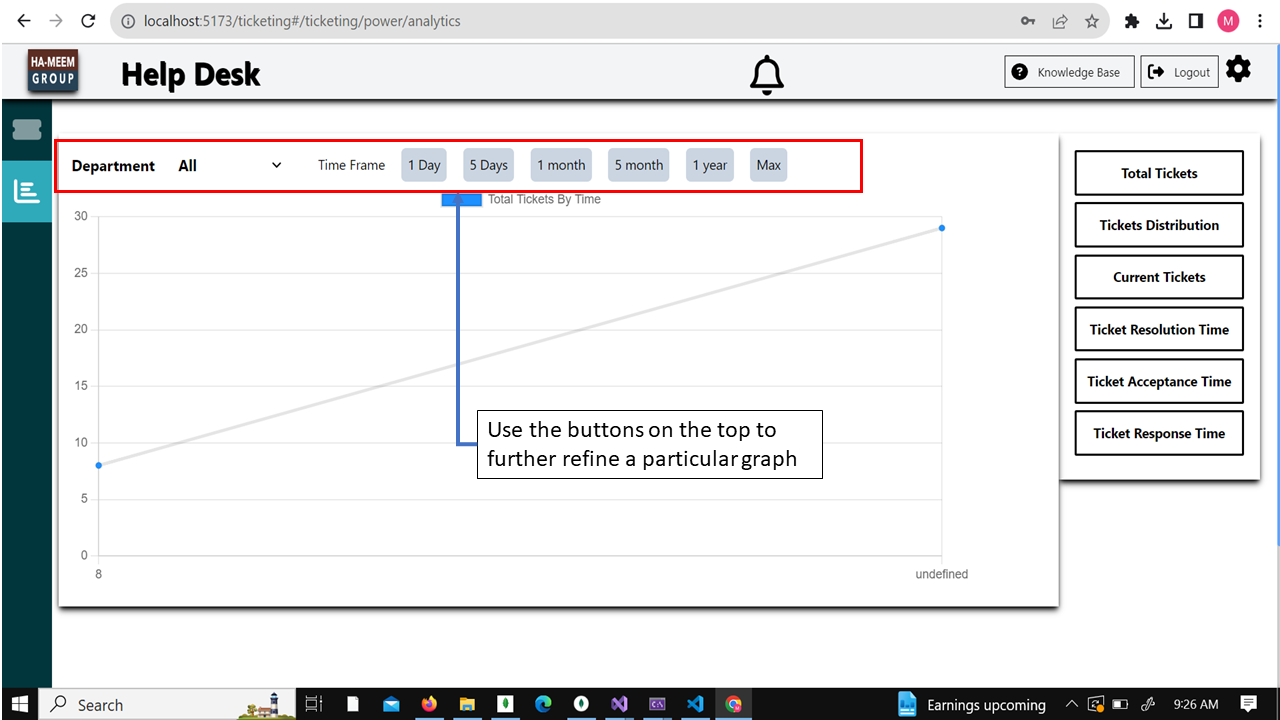 localhost:5173/ticketing#/ticketing/power/analytics
M
HA-MEEM
GROUP
Help Desk
Knowledge Base
Logout
Department All Time Frame 1 Day 5 Days 1 month 5 month 1 year Max
Total Tickets By Time
30
25
20
15
10
5
0
8 undefined
Use the buttons on the top to
further refine a particular graph
Total Tickets
Tickets Distribution
Current Tickets
Ticket Resolution Time
Ticket Acceptance Time
Ticket Response Time
Search
Earnings upcoming
9:26 AM